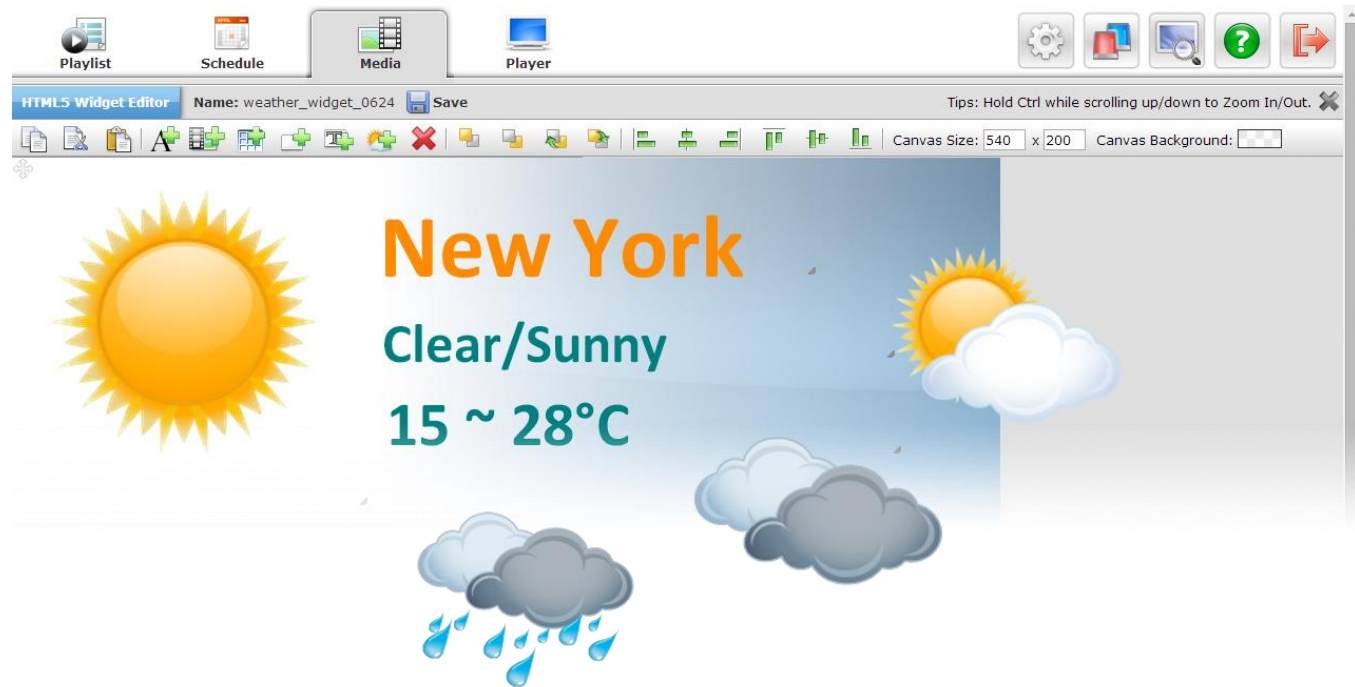 Playlist
Schedule
Media
Player
HTML5 Widget Editor
Name: weather_widget_0624
Save
Tips: Hold Ctrl while scrolling up/down to Zoom In/Out.
Canvas Size: 540 x 200
Canvas Background:
New York
Clear/Sunny
15 ~ 28°C